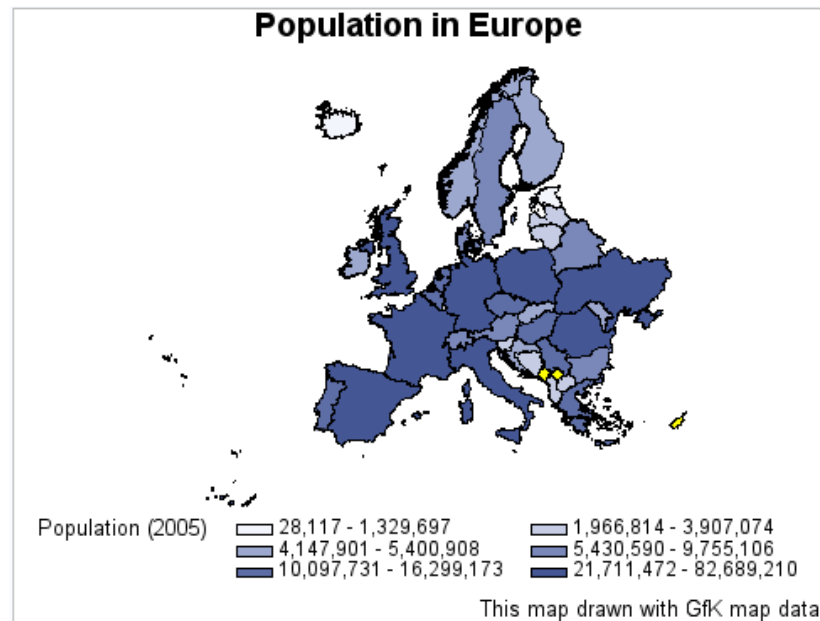 Population in Europe
Population (2005)
28,117 - 1,329,697
1,966,814 - 3,907,074
4,147,901 - 5,400,908
5,430,590 - 9,755,106
10,097,731 - 16,299,173
21,711,472 - 82,689,210
This map drawn with GfK map data